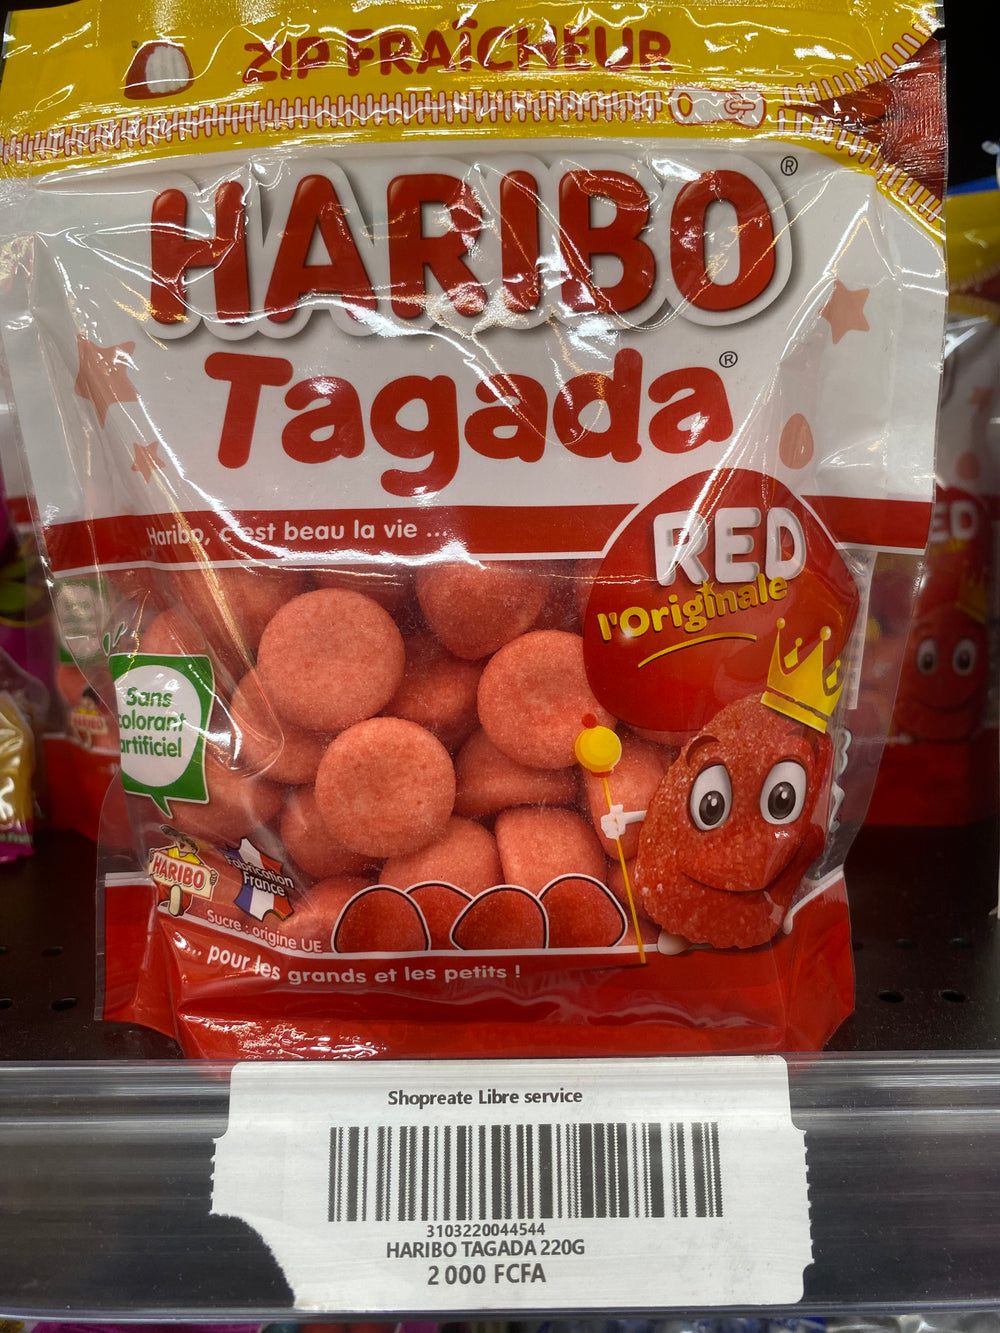 ZIP FRAÎCHEUR
HARIBO®
Tagada®
Haribo, c'est beau la vie ...
RED
l'Originale
Sans
colorant
artificiel
HARIBO
Fabrication
France
Sucre : origine UE
... pour les grands et les petits !
ED
Shopreate Libre service
3103220044544
HARIBO TAGADA 220G
2 000 FCFA